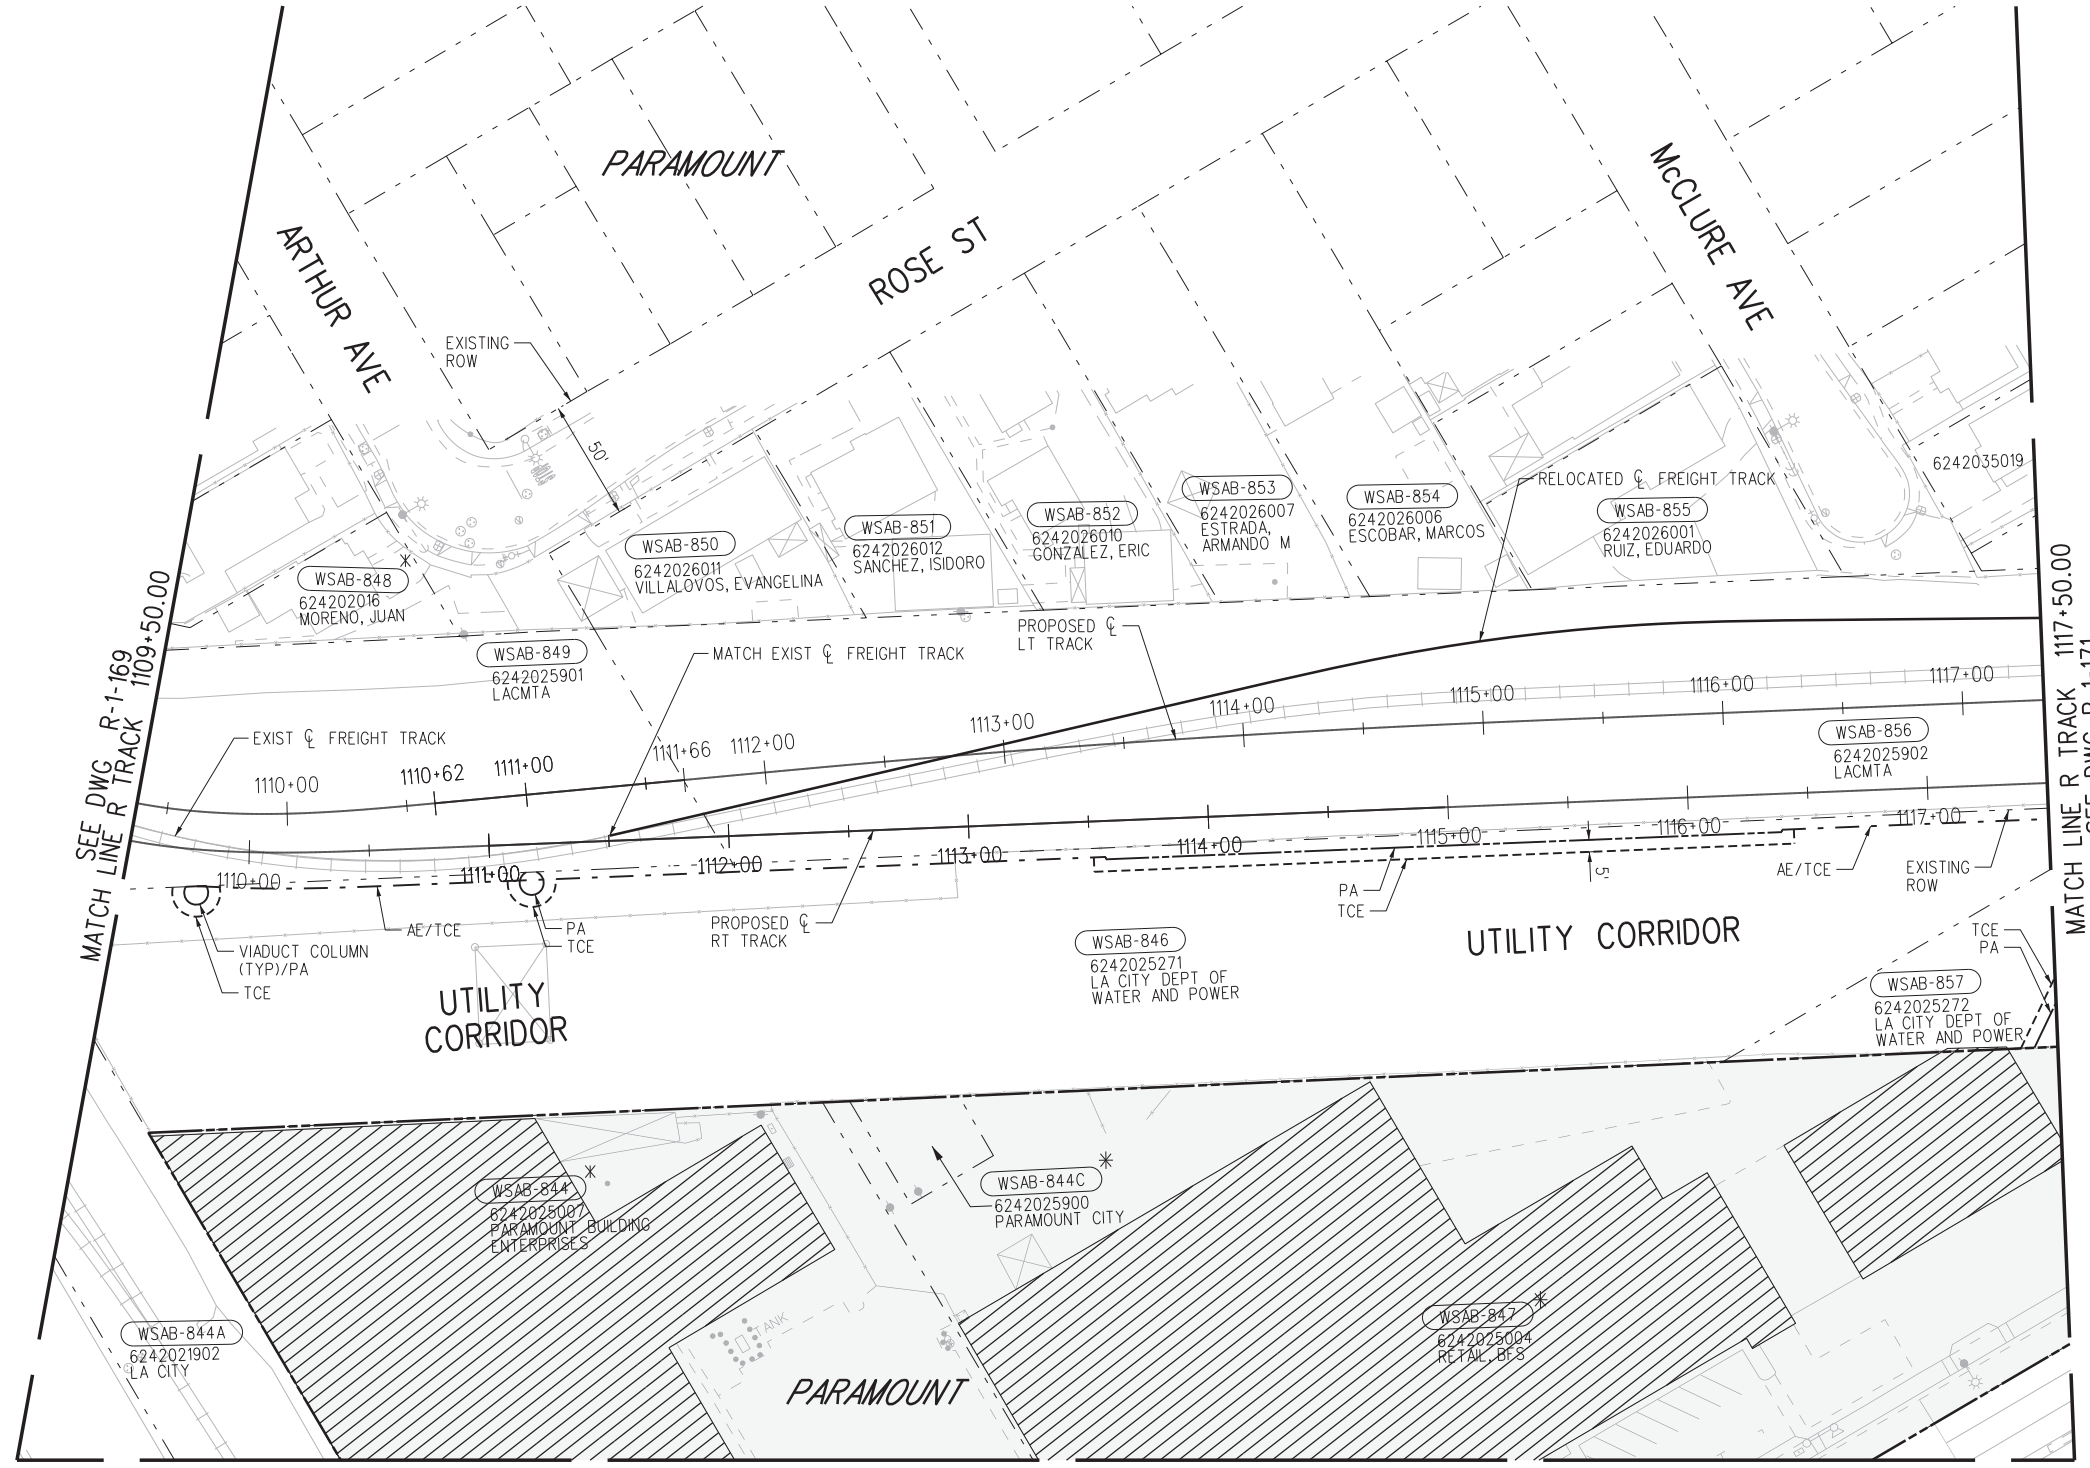 PARAMOUNT
ARTHUR AVE
ROSE ST
McCLURE AVE
EXISTING
ROW
50'
6242035019
RELOCATED ℄ FREIGHT TRACK
WSAB-848
624202016
MORENO, JUAN
WSAB-850
6242026011
VILLALOVOS, EVANGELINA
WSAB-851
6242026012
SANCHEZ, ISIDORO
WSAB-852
6242026010
GONZALEZ, ERIC
WSAB-853
6242026007
ESTRADA,
ARMANDO M
WSAB-854
6242026006
ESCOBAR, MARCOS
WSAB-855
6242026001
RUIZ, EDUARDO
SEE DWG R-1-169
MATCH LINE R TRACK 1109+50.00
WSAB-849
6242025901
LACMTA
MATCH EXIST ℄ FREIGHT TRACK
PROPOSED ℄
LT TRACK
EXIST ℄ FREIGHT TRACK
1110+00
1110+62
1111+00
1111+66
1112+00
1113+00
1114+00
1115+00
1116+00
1117+00
WSAB-856
6242025902
LACMTA
MATCH LINE R TRACK 1117+50.00
SEE DWG R-1-171
1110+00
1111+00
1112+00
1113+00
1114+00
1115+00
1116+00
1117+00
VIADUCT COLUMN
(TYP)/PA
TCE
AE/TCE
PA
TCE
PROPOSED ℄
RT TRACK
PA
TCE
5'
AE/TCE
EXISTING
ROW
UTILITY
CORRIDOR
WSAB-846
6242025271
LA CITY DEPT OF
WATER AND POWER
UTILITY CORRIDOR
TCE
PA
WSAB-857
6242025272
LA CITY DEPT OF
WATER AND POWER
WSAB-844
6242025007
PARAMOUNT BUILDING
ENTERPRISES
WSAB-844C
6242025900
PARAMOUNT CITY
WSAB-844A
6242021902
LA CITY
TANK
PARAMOUNT
WSAB-847
6242025004
RETAIL, BFS